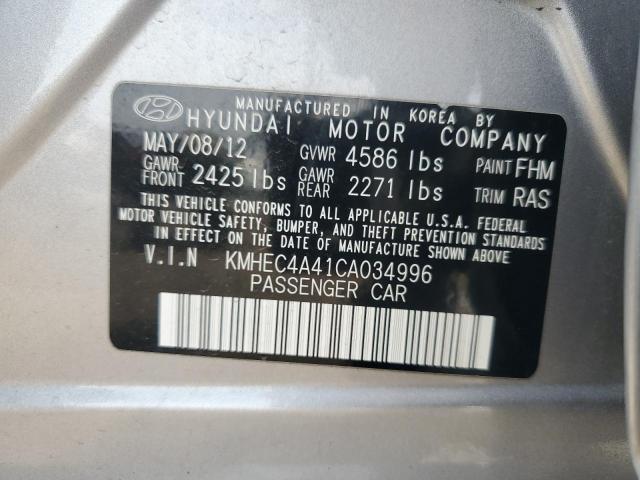 MANUFACTURED IN KOREA BY
HYUNDAI MOTOR COMPANY
MAY/08/12 GVWR 4586 lbs PAINT FHM
GAWR-FRONT 2425 lbs GAWR REAR 2271 lbs TRIM RAS
THIS VEHICLE CONFORMS TO ALL APPLICABLE U.S.A. FEDERAL
MOTOR VEHICLE SAFETY, BUMPER, AND THEFT PREVENTION STANDARDS
IN EFFECT ON THE DATE OF MANUFACTURE SHOWN ABOVE.
V.I.N KMHEC4A41CA034996
PASSENGER CAR